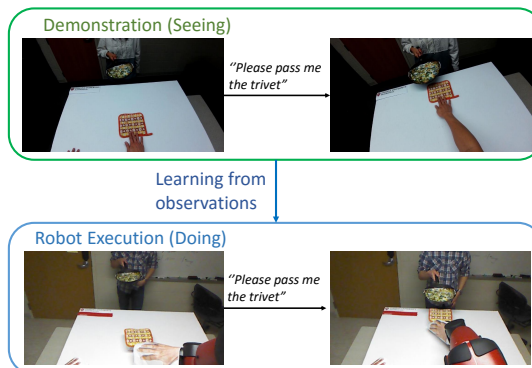 Demonstration (Seeing)
“Please pass me
the trivet”
Learning from
observations
Robot Execution (Doing)
“Please pass me
the trivet”